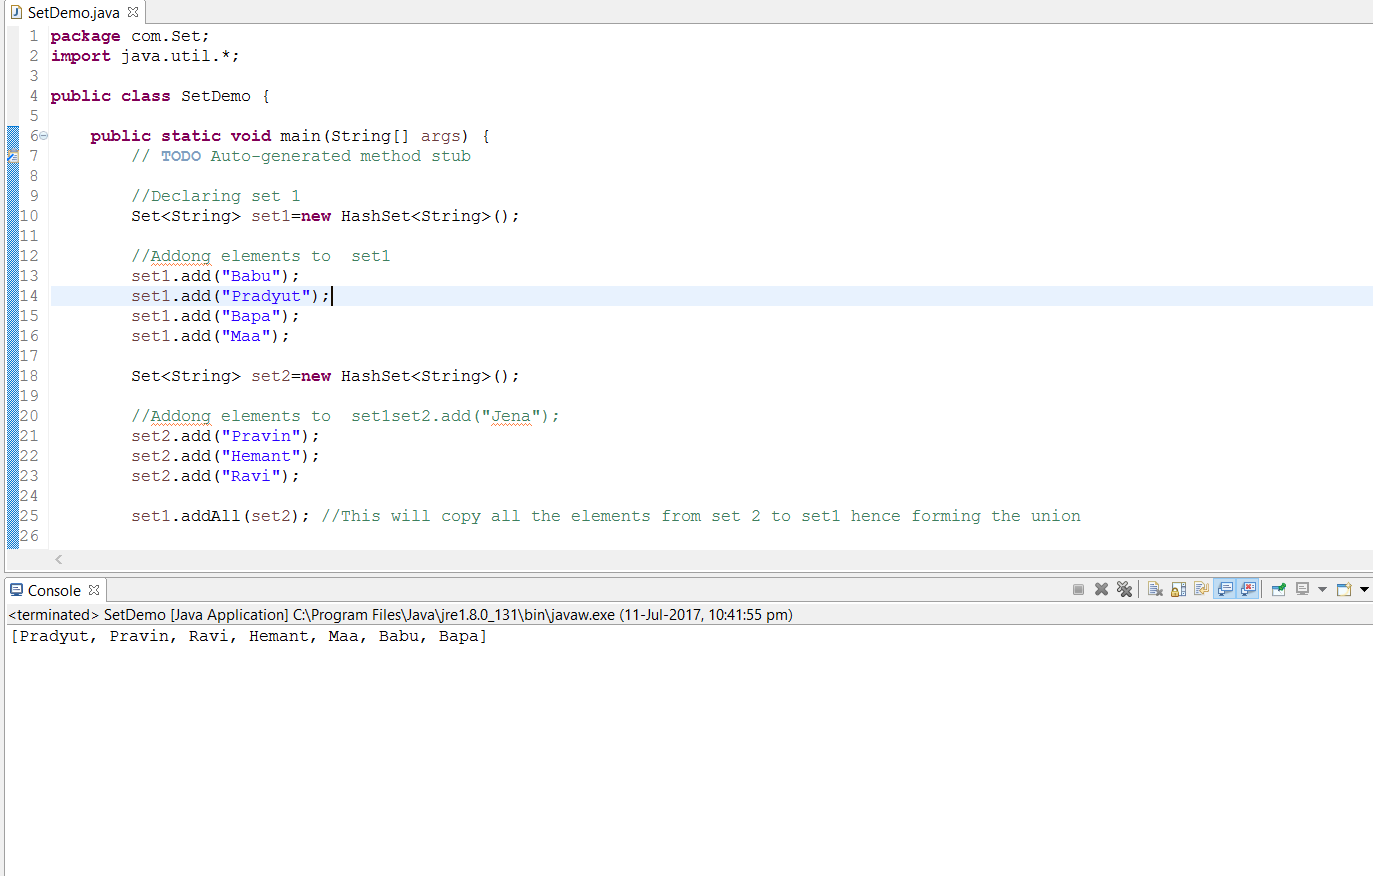 SetDemo.java
1 package com.Set;
2 import java.util.*;
3
4 public class SetDemo {
5
6 public static void main(String[] args) {
7 // TODO Auto-generated method stub
8
9 //Declaring set 1
10 Set<String> set1=new HashSet<String>();
11
12 //Addong elements to  set1
13 set1.add("Babu");
14 set1.add("Pradyut");
15 set1.add("Bapa");
16 set1.add("Maa");
17
18 Set<String> set2=new HashSet<String>();
19
20 //Addong elements to  set1set2.add("Jena");
21 set2.add("Pravin");
22 set2.add("Hemant");
23 set2.add("Ravi");
24
25 set1.addAll(set2); //This will copy all the elements from set 2 to set1 hence forming the union
26
Console
<terminated> SetDemo [Java Application] C:\Program Files\Java\jre1.8.0_131\bin\javaw.exe (11-Jul-2017, 10:41:55 pm)
[Pradyut, Pravin, Ravi, Hemant, Maa, Babu, Bapa]